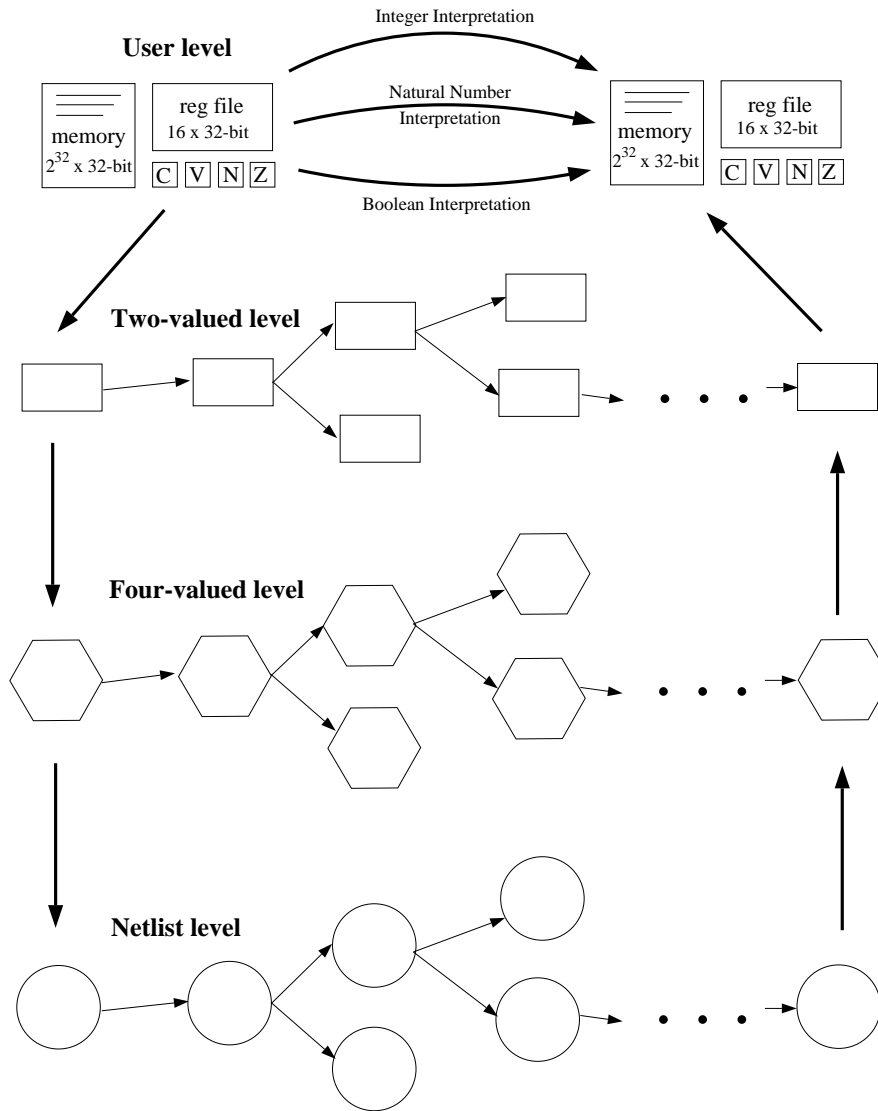 Integer Interpretation
User level
Natural Number
Interpretation
Boolean Interpretation
memory
2^32 x 32-bit
reg file
16 x 32-bit
C V N Z
memory
2^32 x 32-bit
reg file
16 x 32-bit
C V N Z
Two-valued level
Four-valued level
Netlist level